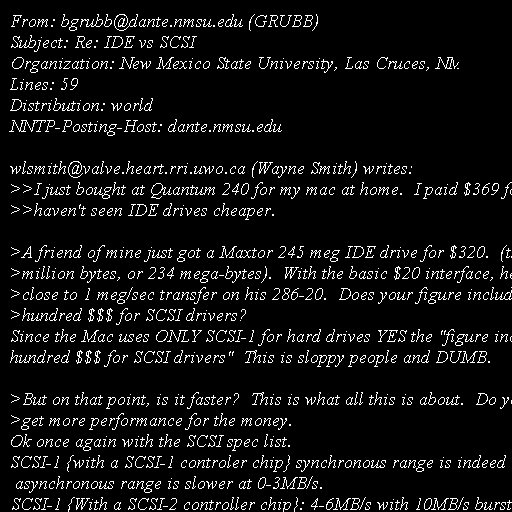 From: bgrubb@dante.nmsu.edu (GRUBB)
Subject: Re: IDE vs SCSI
Organization: New Mexico State University, Las Cruces, NM
Lines: 59
Distribution: world
NNTP-Posting-Host: dante.nmsu.edu

wlsmith@valve.heart.rri.uwo.ca (Wayne Smith) writes:
>>I just bought at Quantum 240 for my mac at home.  I paid $369 fo
>>haven't seen IDE drives cheaper.

>A friend of mine just got a Maxtor 245 meg IDE drive for $320.  (t
>million bytes, or 234 mega-bytes).  With the basic $20 interface, he
>close to 1 meg/sec transfer on his 286-20.  Does your figure includ
>hundred $$$ for SCSI drivers?
Since the Mac uses ONLY SCSI-1 for hard drives YES the "figure inc
hundred $$$ for SCSI drivers"  This is sloppy people and DUMB.

>But on that point, is it faster?  This is what all this is about.  Do yo
>get more performance for the money.
Ok once again with the SCSI spec list.
SCSI-1 {with a SCSI-1 controler chip} synchronous range is indeed
 asynchronous range is slower at 0-3MB/s.
SCSI-1 {With a SCSI-2 controller chip}: 4-6MB/s with 10MB/s burst